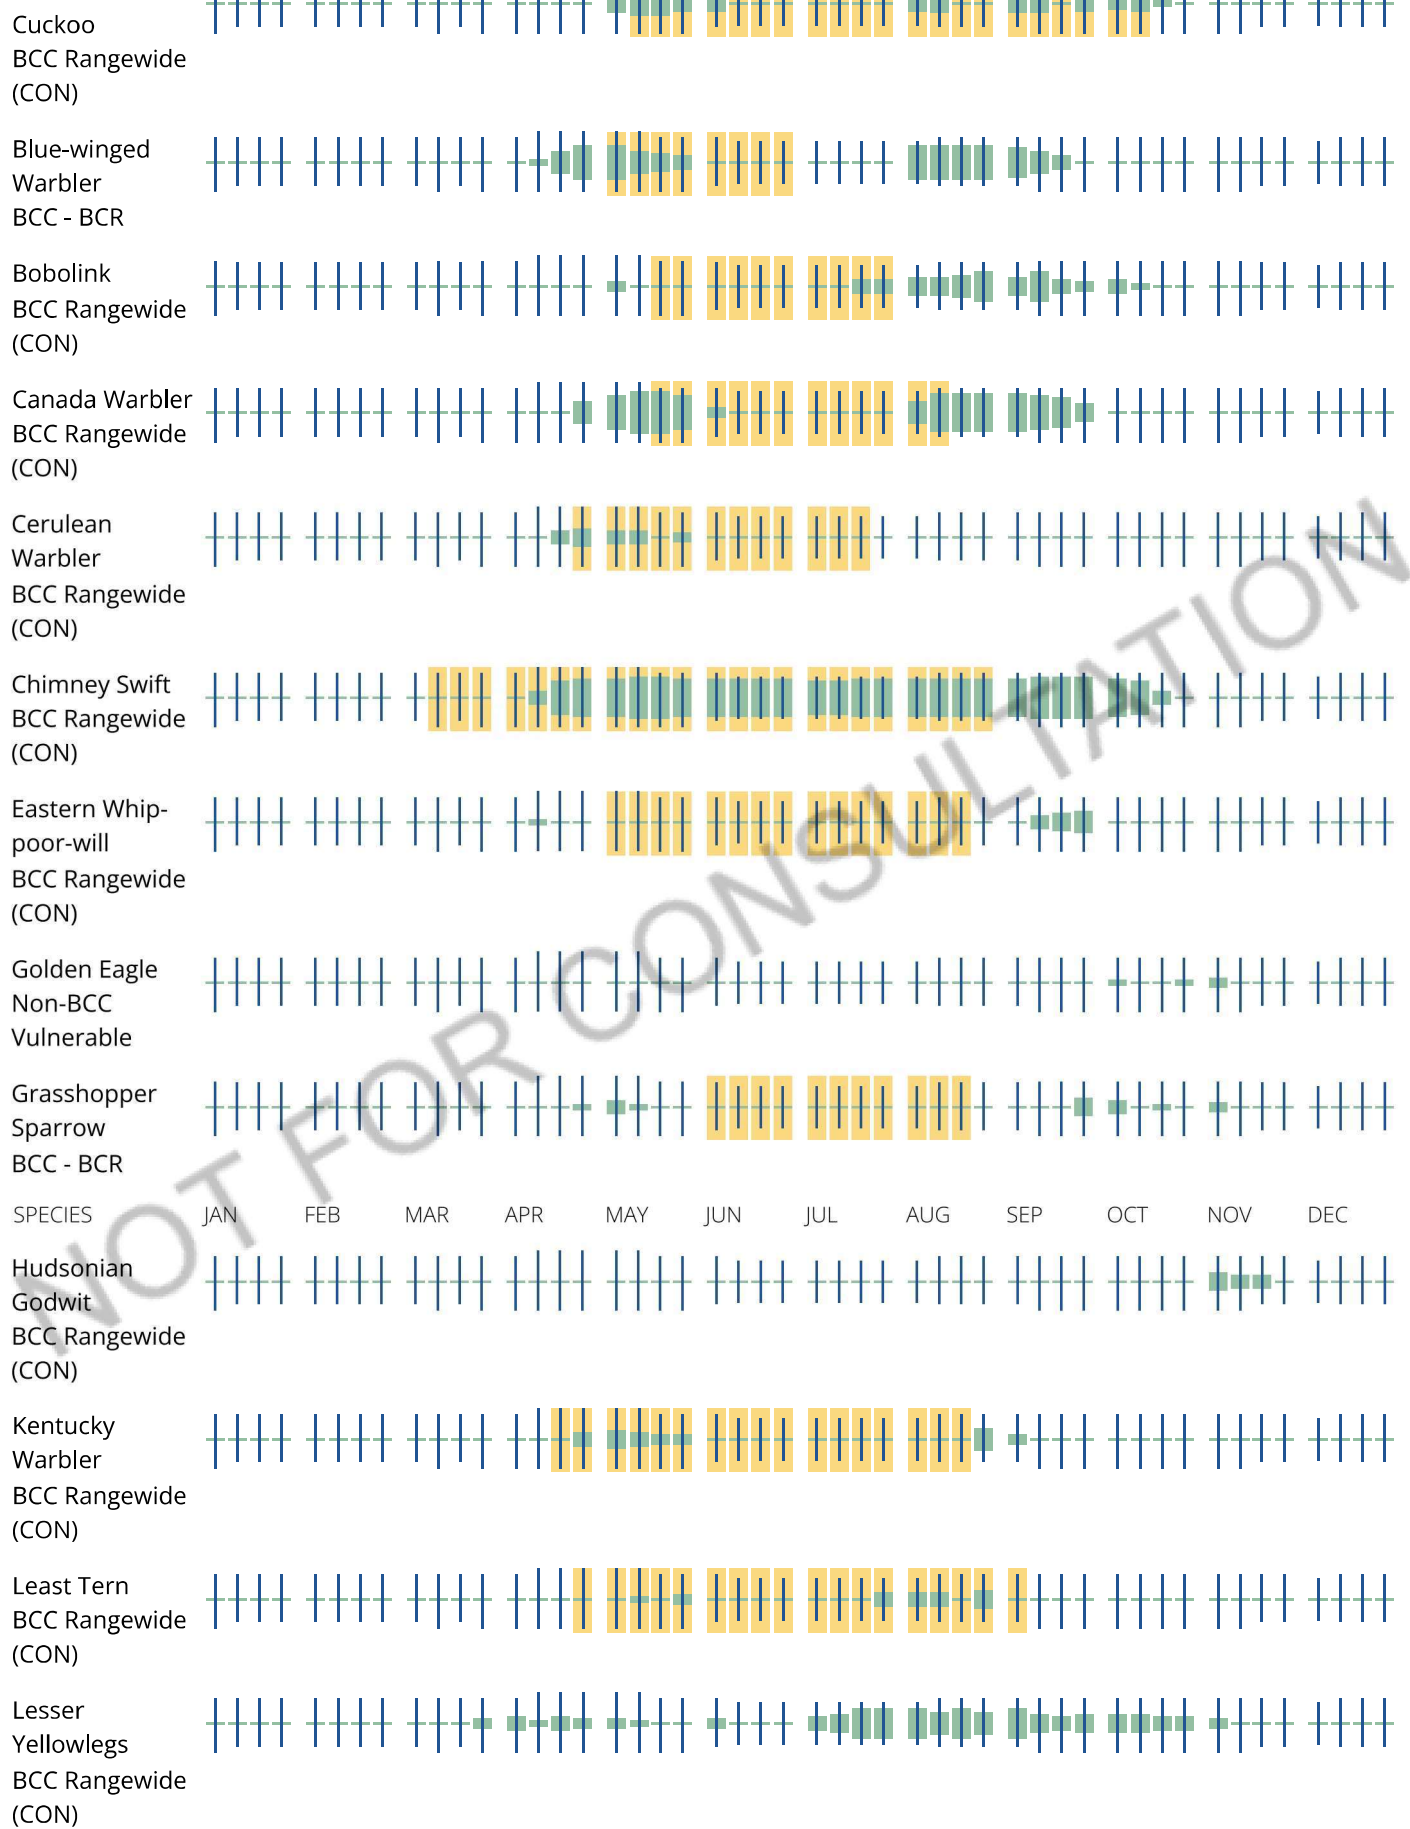 Cuckoo
BCC Rangewide
(CON)
Blue-winged
Warbler
BCC - BCR
Bobolink
BCC Rangewide
(CON)
Canada Warbler
BCC Rangewide
(CON)
Cerulean
Warbler
BCC Rangewide
(CON)
Chimney Swift
BCC Rangewide
(CON)
Eastern Whip-
poor-will
BCC Rangewide
(CON)
Golden Eagle
Non-BCC
Vulnerable
Grasshopper
Sparrow
BCC - BCR
SPECIES JAN FEB MAR APR MAY JUN JUL AUG SEP OCT NOV DEC
Hudsonian
Godwit
BCC Rangewide
(CON)
Kentucky
Warbler
BCC Rangewide
(CON)
Least Tern
BCC Rangewide
(CON)
Lesser
Yellowlegs
BCC Rangewide
(CON)
NOT FOR CONSULTATION